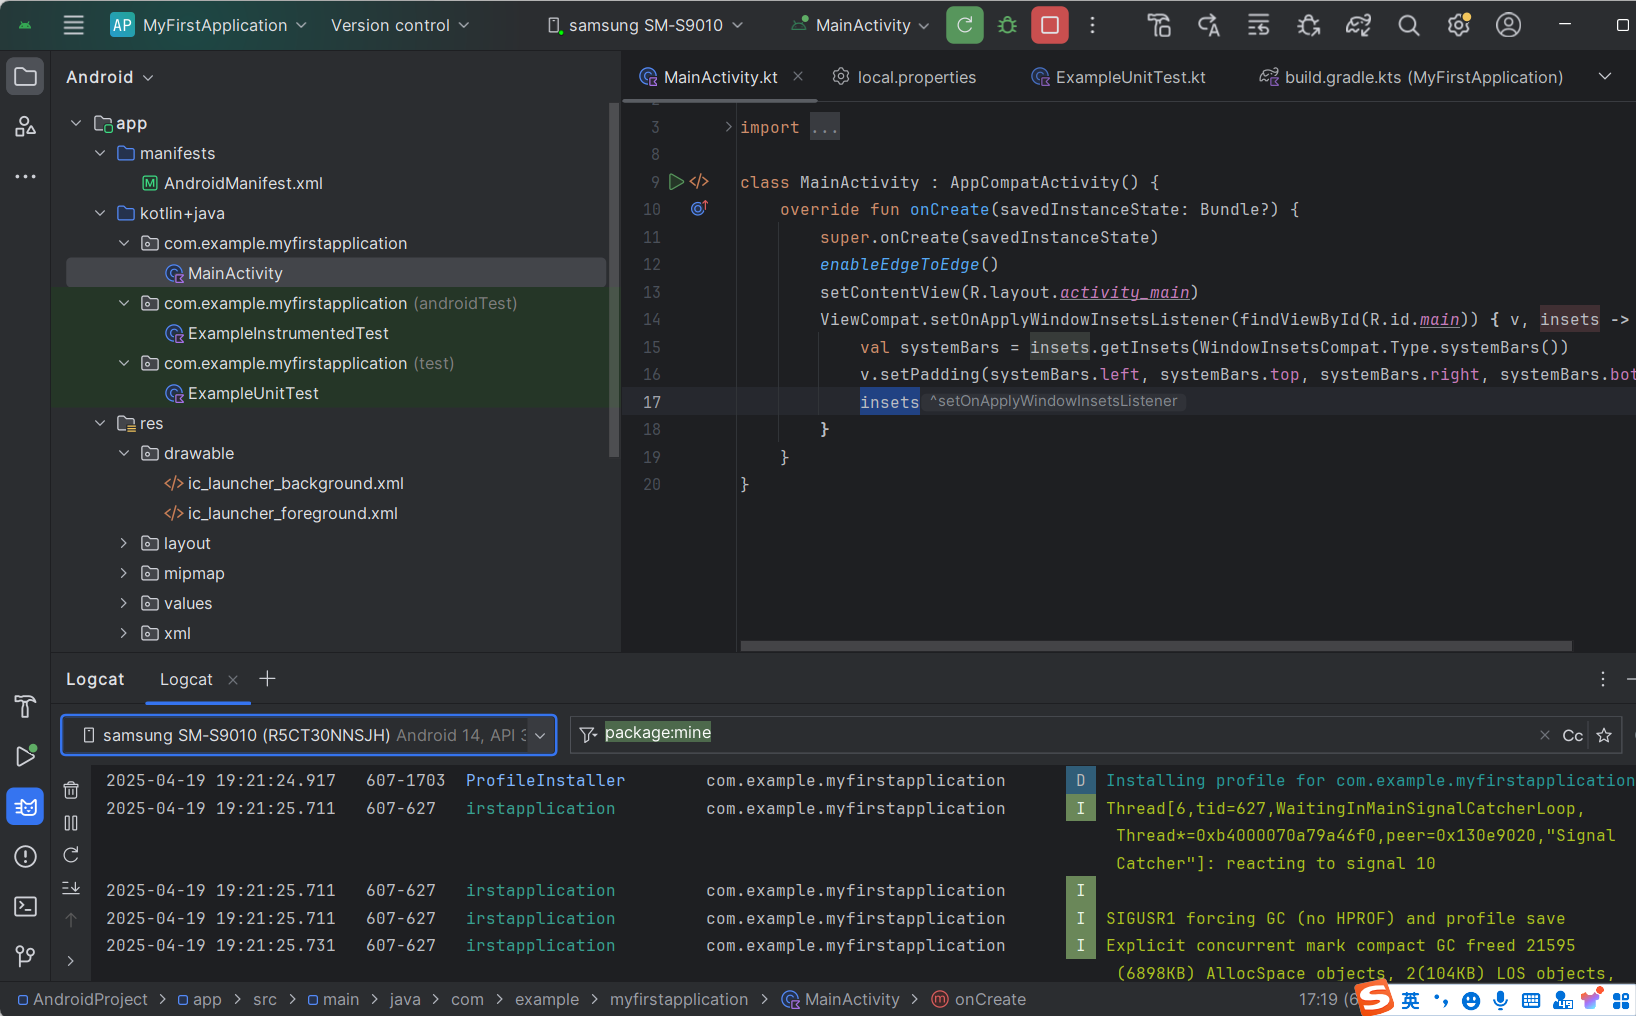 AP MyFirstApplication Version control samsung SM-S9010 MainActivity
Android
MainActivity.kt local.properties ExampleUnitTest.kt build.gradle.kts (MyFirstApplication)
app
manifests
AndroidManifest.xml
kotlin+java
com.example.myfirstapplication
MainActivity
com.example.myfirstapplication (androidTest)
ExampleInstrumentedTest
com.example.myfirstapplication (test)
ExampleUnitTest
res
drawable
ic_launcher_background.xml
ic_launcher_foreground.xml
layout
mipmap
values
xml
3 import ...
8
9 class MainActivity : AppCompatActivity() {
10 override fun onCreate(savedInstanceState: Bundle?) {
11 super.onCreate(savedInstanceState)
12 enableEdgeToEdge()
13 setContentView(R.layout.activity_main)
14 ViewCompat.setOnApplyWindowInsetsListener(findViewById(R.id.main)) { v, insets ->
15 val systemBars = insets.getInsets(WindowInsetsCompat.Type.systemBars())
16 v.setPadding(systemBars.left, systemBars.top, systemBars.right, systemBars.bot
17 insets ^setOnApplyWindowInsetsListener
18 }
19 }
20 }
Logcat Logcat
samsung SM-S9010 (R5CT30NNSJH) Android 14, API 3 package:mine Cc
2025-04-19 19:21:24.917 607-1703 ProfileInstaller com.example.myfirstapplication D Installing profile for com.example.myfirstapplication
2025-04-19 19:21:25.711 607-627 irstapplication com.example.myfirstapplication I Thread[6,tid=627,WaitingInMainSignalCatcherLoop,
Thread*=0xb4000070a79a46f0,peer=0x130e9020,"Signal
Catcher"]: reacting to signal 10
2025-04-19 19:21:25.711 607-627 irstapplication com.example.myfirstapplication I
2025-04-19 19:21:25.711 607-627 irstapplication com.example.myfirstapplication I SIGUSR1 forcing GC (no HPROF) and profile save
2025-04-19 19:21:25.731 607-627 irstapplication com.example.myfirstapplication I Explicit concurrent mark compact GC freed 21595
(6898KB) AllocSpace objects, 2(104KB) LOS objects,
AndroidProject app src main java com example myfirstapplication MainActivity onCreate 17:19 (6 英